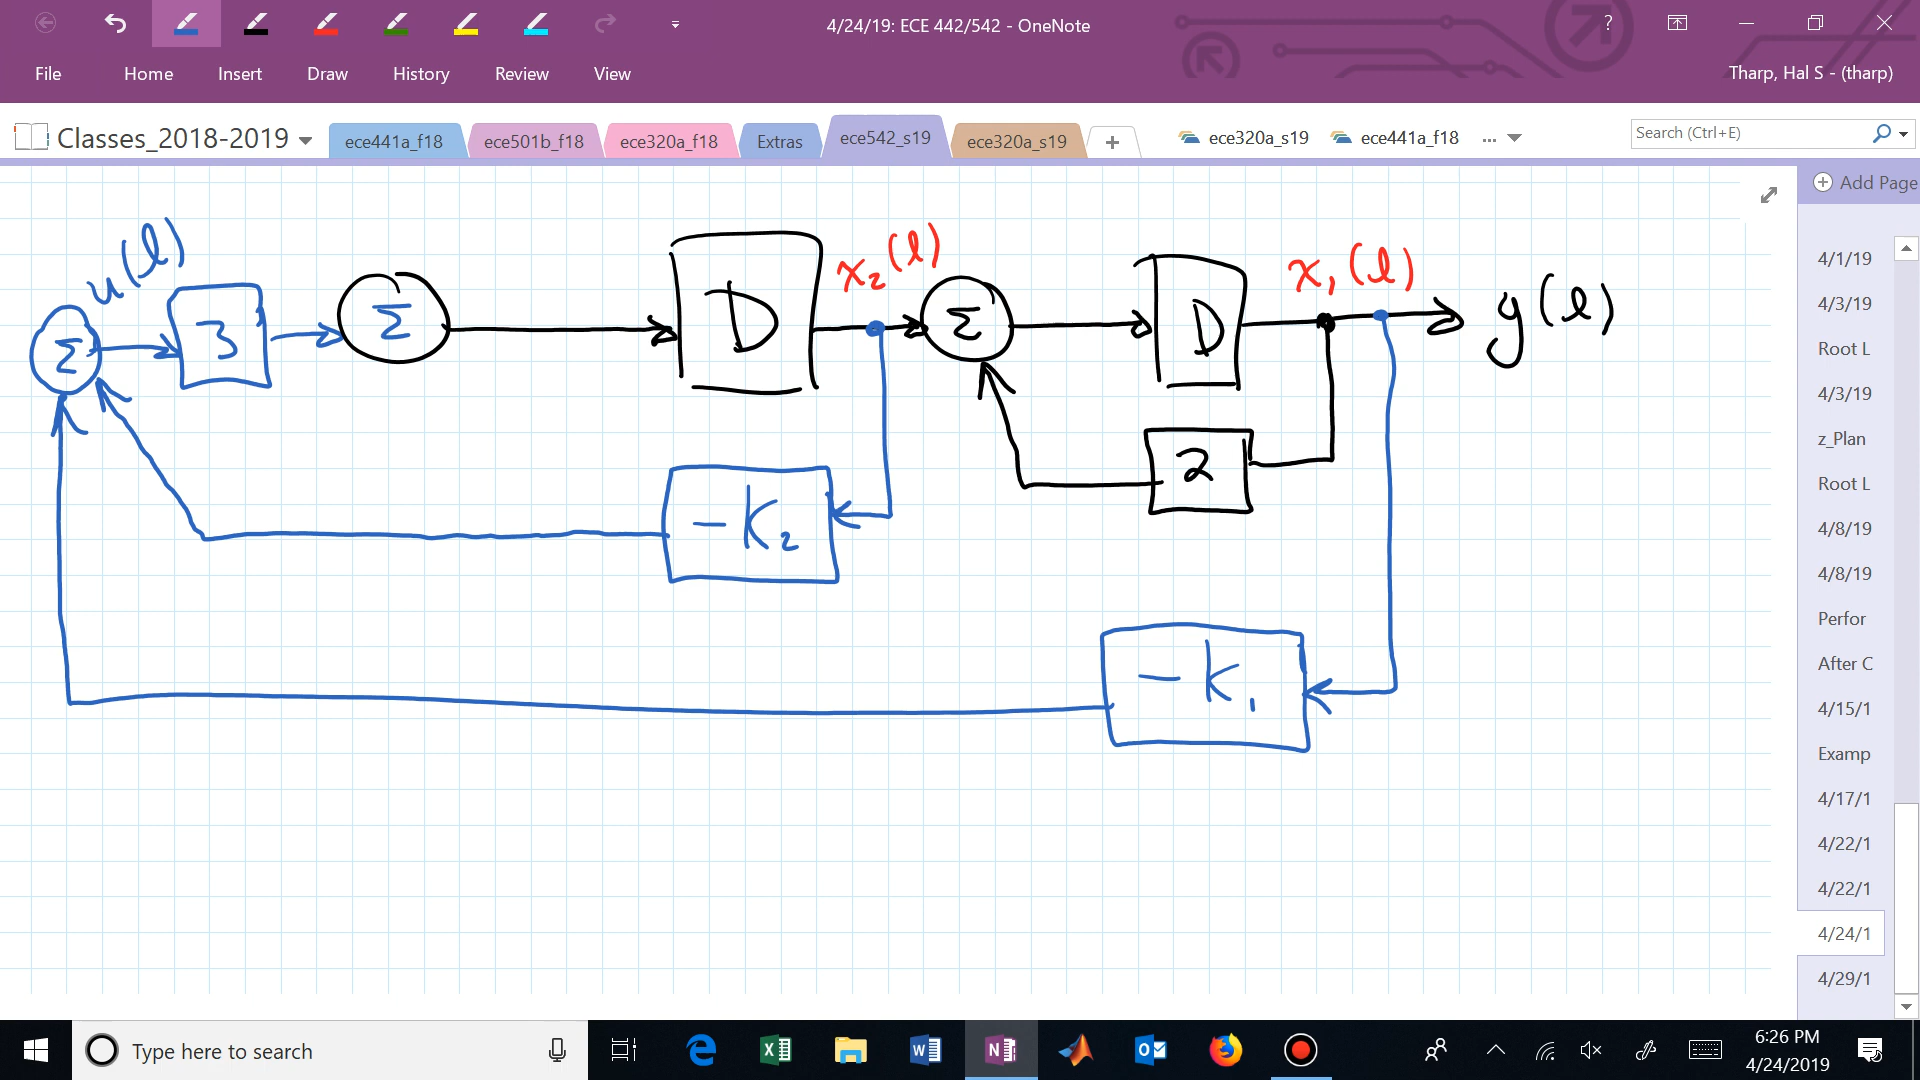 4/24/19: ECE 442/542 - OneNote
?
File Home Insert Draw History Review View
Tharp, Hal S - (tharp)
Classes_2018-2019
ece441a_f18 ece501b_f18 ece320a_f18 Extras ece542_s19 ece320a_s19 +
ece320a_s19 ece441a_f18 ...
Search (Ctrl+E)
Add Page
u(l)
Σ
3
Σ
D
x₂(l)
Σ
D
x₁(l)
y(l)
2
-K₂
-K₁
4/1/19
4/3/19
Root L
4/3/19
z_Plan
Root L
4/8/19
4/8/19
Perfor
After C
4/15/1
Examp
4/17/1
4/22/1
4/22/1
4/24/1
4/29/1
Type here to search
6:26 PM
4/24/2019